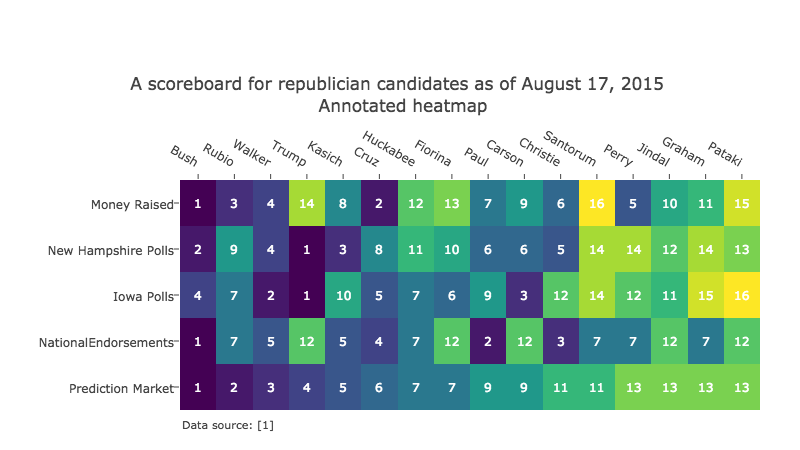 A scoreboard for republician candidates as of August 17, 2015
Annotated heatmap
Bush Rubio Walker Trump Kasich Cruz Huckabee Fiorina Paul Carson Christie Santorum Perry Jindal Graham Pataki
Money Raised 1 3 4 14 8 2 12 13 7 9 6 16 5 10 11 15
New Hampshire Polls 2 9 4 1 3 8 11 10 6 6 5 14 14 12 14 13
Iowa Polls 4 7 2 1 10 5 7 6 9 3 12 14 12 11 15 16
NationalEndorsements 1 7 5 12 5 4 7 12 2 12 3 7 7 12 7 12
Prediction Market 1 2 3 4 5 6 7 7 9 9 11 11 13 13 13 13
Data source: [1]